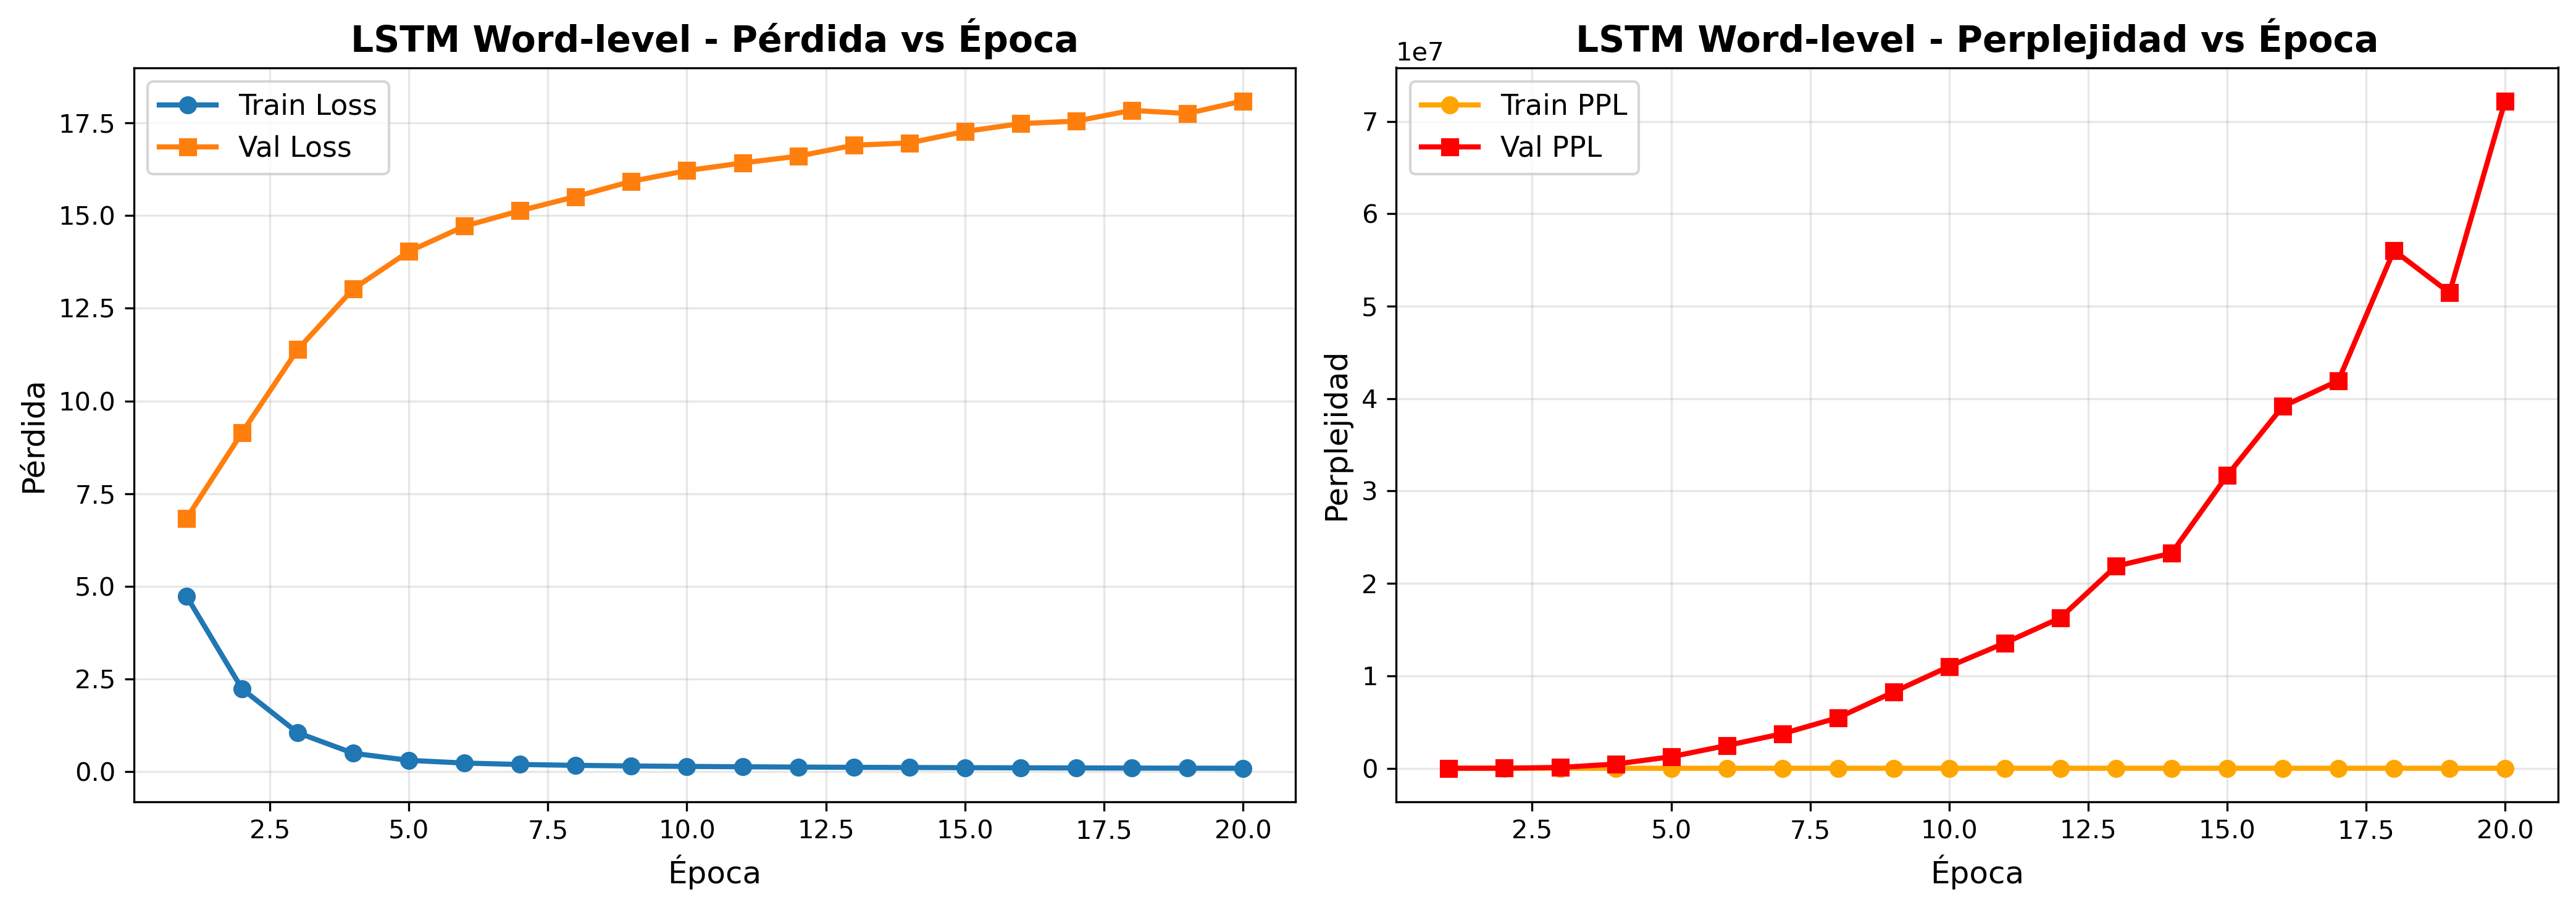 LSTM Word-level - Pérdida vs Época
Train Loss
Val Loss
Pérdida
17.5
15.0
12.5
10.0
7.5
5.0
2.5
0.0
2.5
5.0
7.5
10.0
12.5
15.0
17.5
20.0
Época
LSTM Word-level - Perplejidad vs Época
1e7
Train PPL
Val PPL
Perplejidad
7
6
5
4
3
2
1
0
2.5
5.0
7.5
10.0
12.5
15.0
17.5
20.0
Época